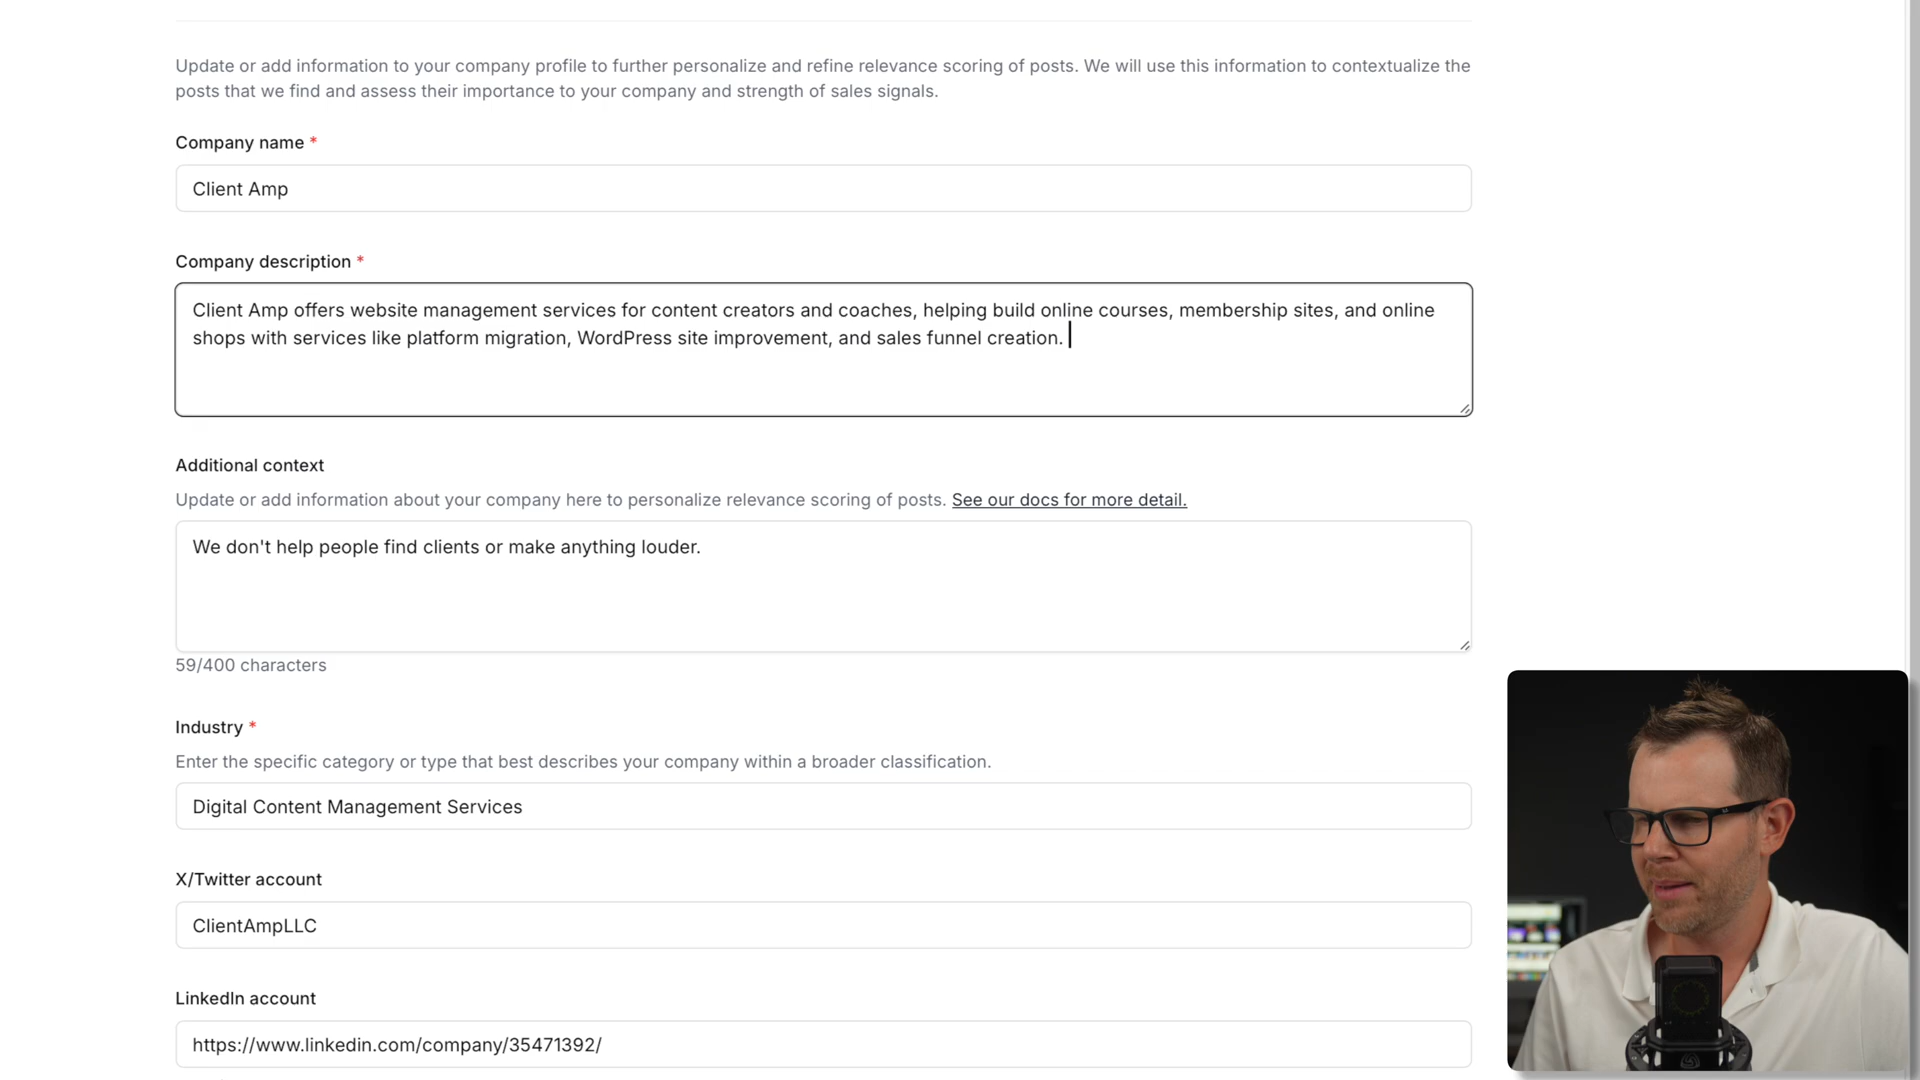 Update or add information to your company profile to further personalize and refine relevance scoring of posts. We will use this information to contextualize the
posts that we find and assess their importance to your company and strength of sales signals.
Company name *
Client Amp
Company description *
Client Amp offers website management services for content creators and coaches, helping build online courses, membership sites, and online
shops with services like platform migration, WordPress site improvement, and sales funnel creation.
Additional context
Update or add information about your company here to personalize relevance scoring of posts. See our docs for more detail.
We don't help people find clients or make anything louder.
59/400 characters
Industry *
Enter the specific category or type that best describes your company within a broader classification.
Digital Content Management Services
X/Twitter account
ClientAmpLLC
LinkedIn account
https://www.linkedin.com/company/35471392/